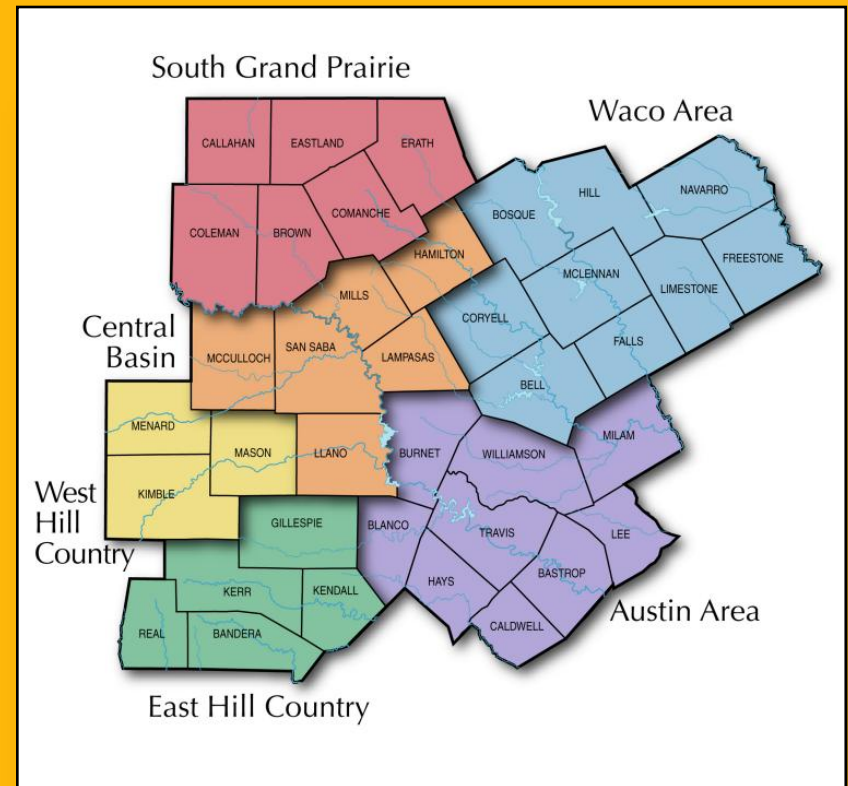 South Grand Prairie
Waco Area
CALLAHAN
EASTLAND
ERATH
COLEMAN
BROWN
COMANCHE
BOSQUE
HILL
NAVARRO
HAMILTON
MCLENNAN
LIMESTONE
FREESTONE
MILLS
CORYELL
FALLS
Central
Basin
MCCULLOCH
SAN SABA
LAMPASAS
BELL
MENARD
MASON
LLANO
BURNET
WILLIAMSON
MILAM
West
Hill
Country
KIMBLE
GILLESPIE
BLANCO
TRAVIS
LEE
KERR
KENDALL
HAYS
BASTROP
Austin Area
REAL
BANDERA
CALDWELL
East Hill Country